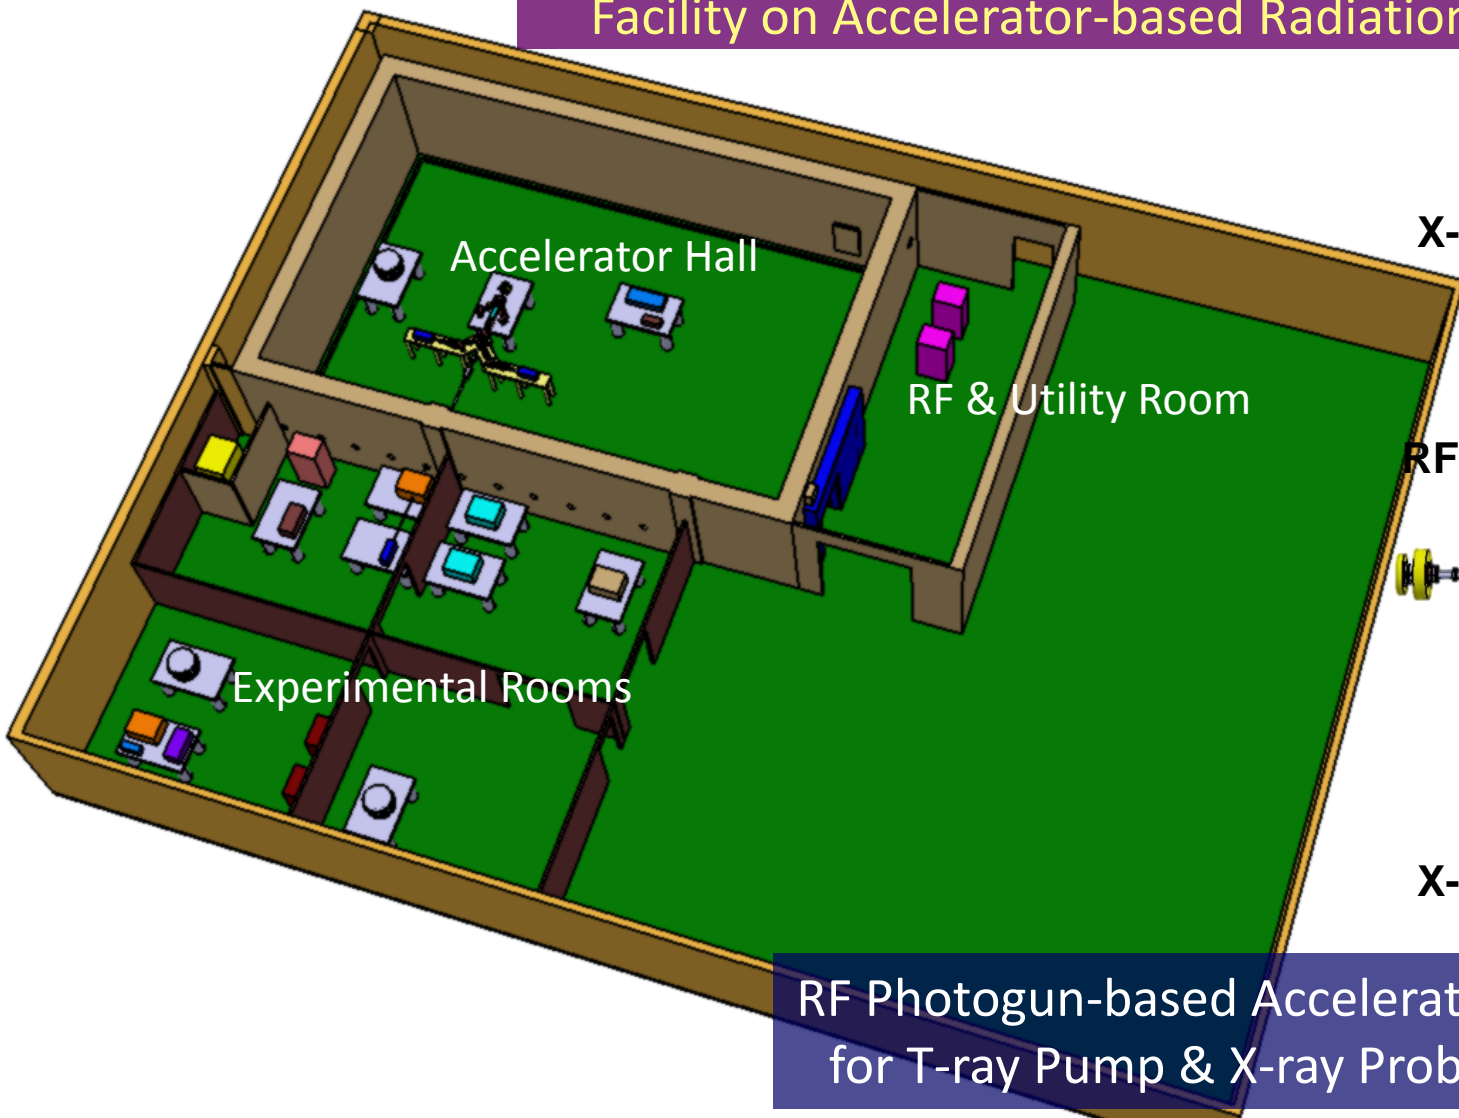 Facility on Accelerator-based Radiation
X-
Accelerator Hall
RF & Utility Room
RF
Experimental Rooms
X-
RF Photogun-based Accelerat
for T-ray Pump & X-ray Prob